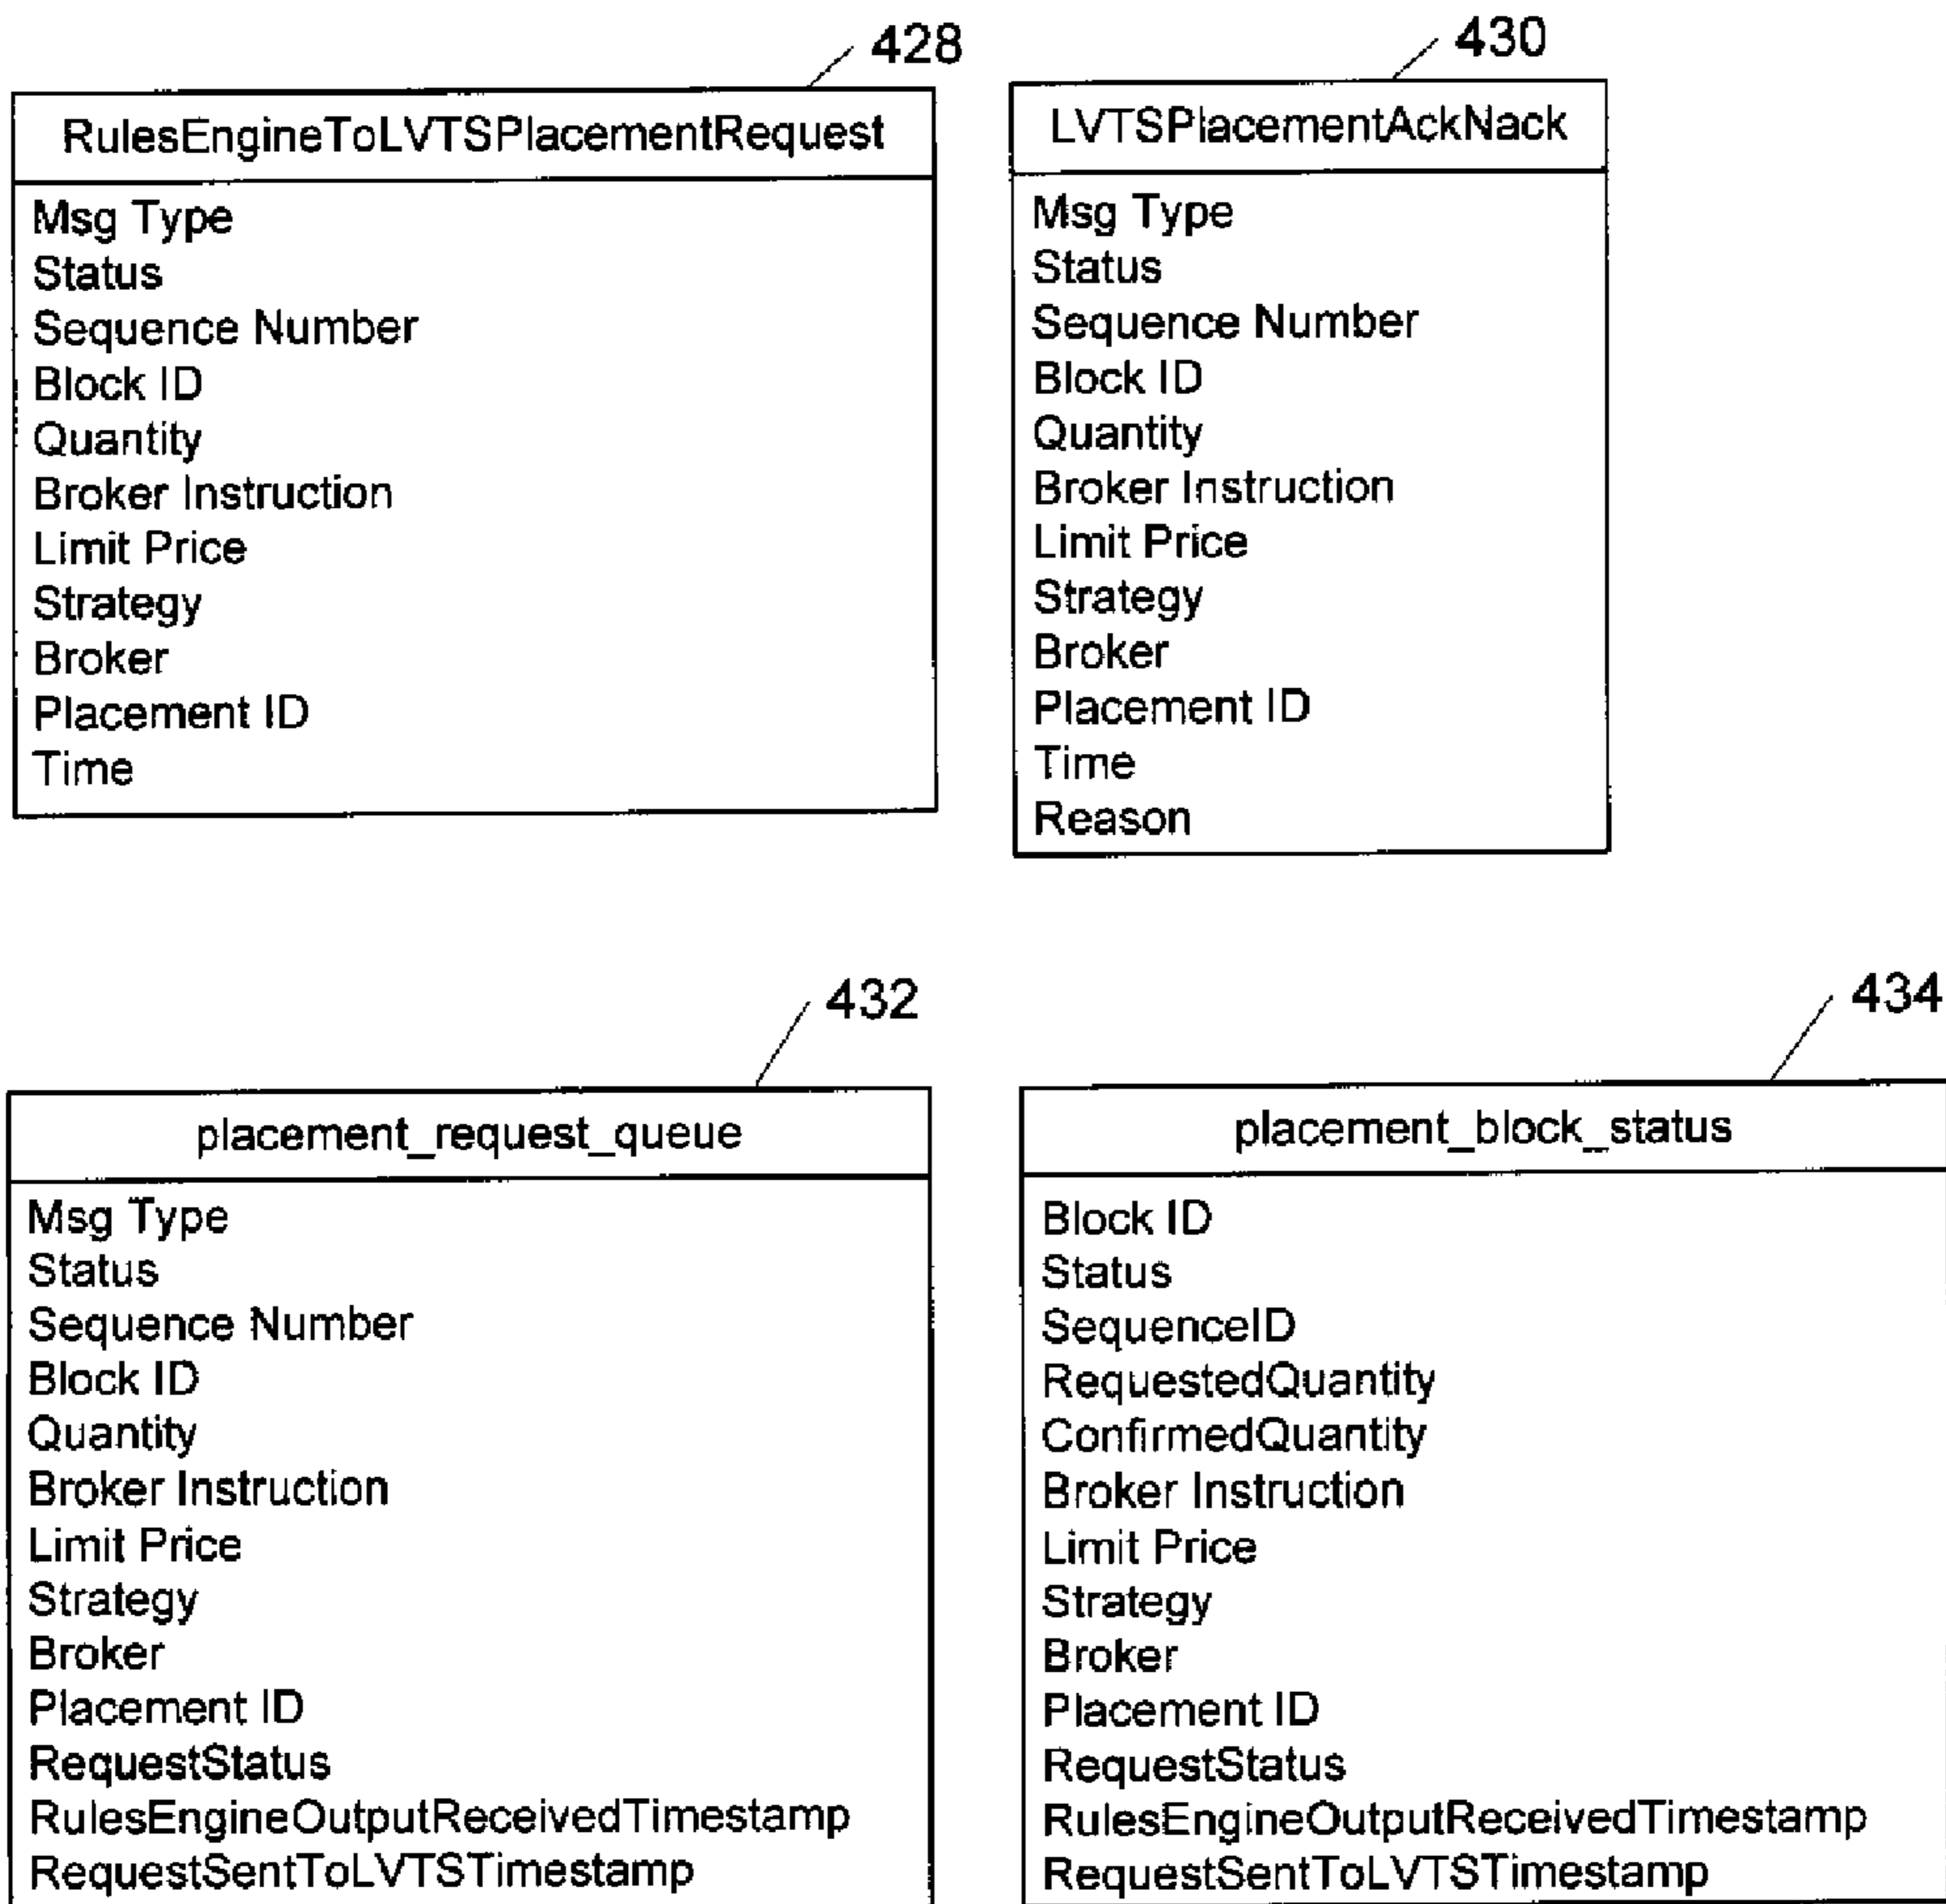 428
RulesEngineToLVTSPlacementRequest
Msg Type
Status
Sequence Number
Block ID
Quantity
Broker Instruction
Limit Price
Strategy
Broker
Placement ID
Time
430
LVTSPlacementAckNack
Msg Type
Status
Sequence Number
Block ID
Quantity
Broker Instruction
Limit Price
Strategy
Broker
Placement ID
Time
Reason
432
placement_request_queue
Msg Type
Status
Sequence Number
Block ID
Quantity
Broker Instruction
Limit Price
Strategy
Broker
Placement ID
RequestStatus
RulesEngineOutputReceivedTimestamp
RequestSentToLVTSTimestamp
434
placement_block_status
Block ID
Status
SequenceID
RequestedQuantity
ConfirmedQuantity
Broker Instruction
Limit Price
Strategy
Broker
Placement ID
RequestStatus
RulesEngineOutputReceivedTimestamp
RequestSentToLVTSTimestamp